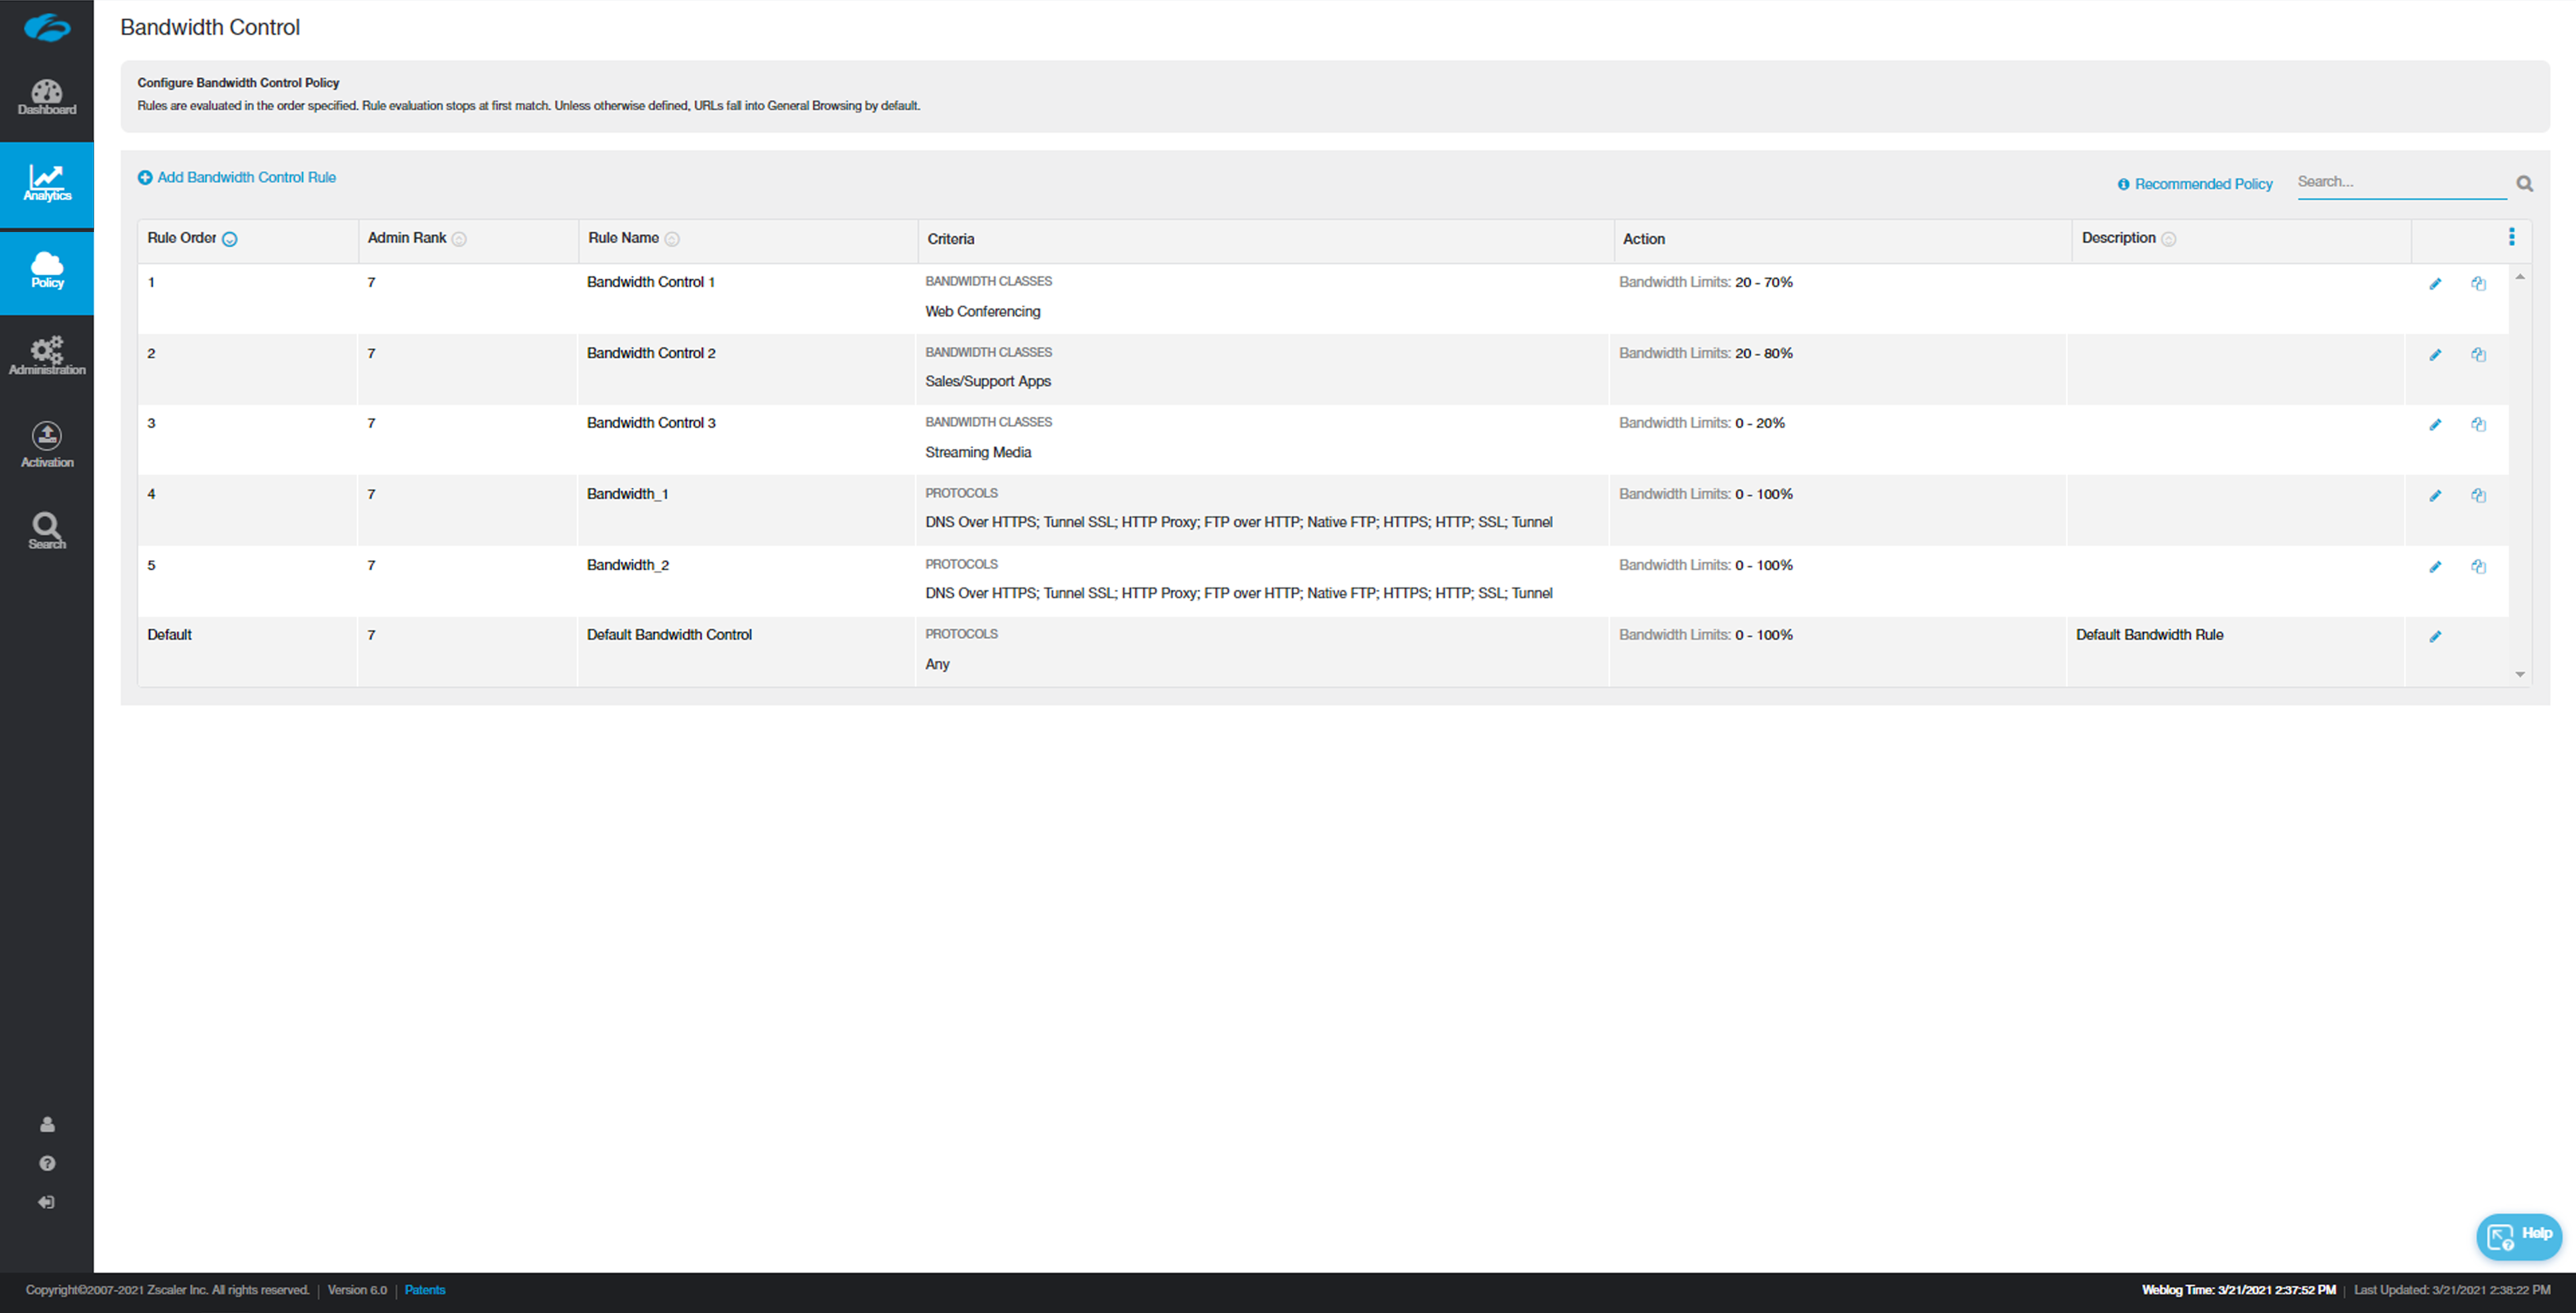 Bandwidth Control
Dashboard
Analytics
Policy
Administration
Activation
Search
Configure Bandwidth Control Policy
Rules are evaluated in the order specified. Rule evaluation stops at first match. Unless otherwise defined, URLs fall into General Browsing by default.
Add Bandwidth Control Rule
Recommended Policy Search...
Rule Order Admin Rank Rule Name Criteria Action Description
1 7 Bandwidth Control 1 BANDWIDTH CLASSES Bandwidth Limits: 20 - 70%
Web Conferencing
2 7 Bandwidth Control 2 BANDWIDTH CLASSES Bandwidth Limits: 20 - 80%
Sales/Support Apps
3 7 Bandwidth Control 3 BANDWIDTH CLASSES Bandwidth Limits: 0 - 20%
Streaming Media
4 7 Bandwidth_1 PROTOCOLS Bandwidth Limits: 0 - 100%
DNS Over HTTPS; Tunnel SSL; HTTP Proxy; FTP over HTTP; Native FTP; HTTPS; HTTP; SSL; Tunnel
5 7 Bandwidth_2 PROTOCOLS Bandwidth Limits: 0 - 100%
DNS Over HTTPS; Tunnel SSL; HTTP Proxy; FTP over HTTP; Native FTP; HTTPS; HTTP; SSL; Tunnel
Default 7 Default Bandwidth Control PROTOCOLS Bandwidth Limits: 0 - 100% Default Bandwidth Rule
Any
Help
Copyright©2007-2021 Zscaler Inc. All rights reserved. | Version 6.0 | Patents
Weblog Time: 3/21/2021 2:37:52 PM | Last Updated: 3/21/2021 2:38:22 PM